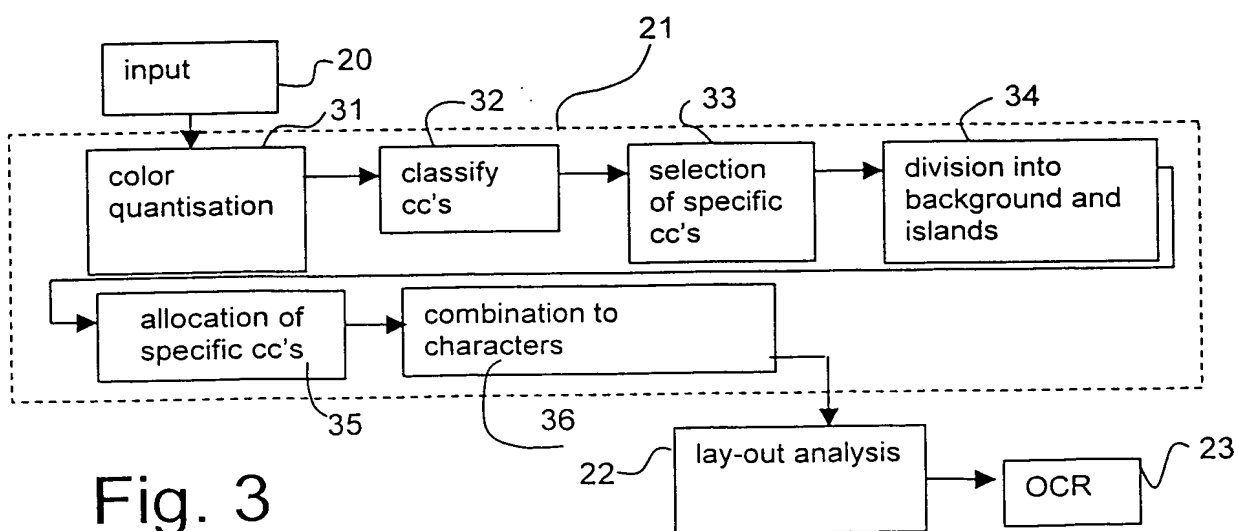 21
input
20
31
32
33
34
color
quantisation
classify
cc's
selection
of specific
cc's
division into
background and
islands
allocation of
specific cc's
combination to
characters
35
36
22
lay-out analysis
23
OCR
Fig. 3